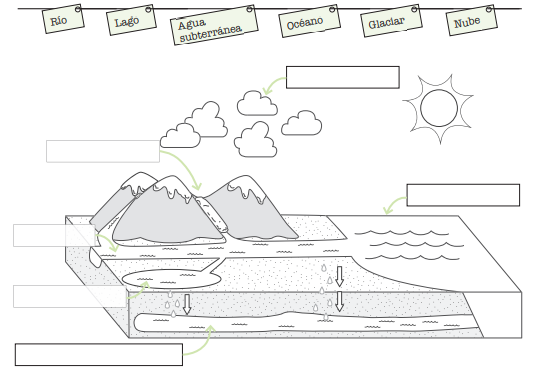 Río
Lago
Agua
subterránea
Océano
Glaciar
Nube